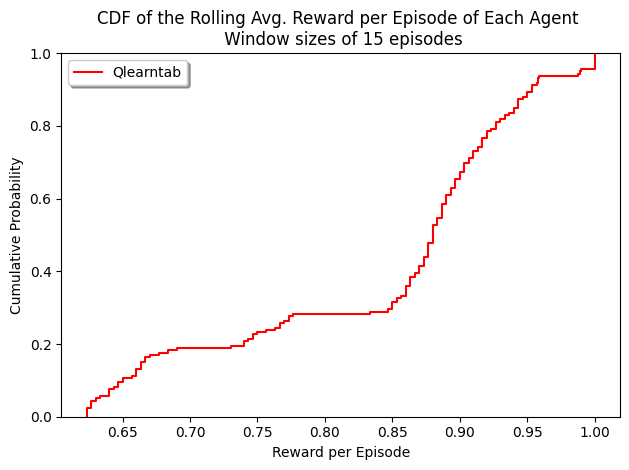 CDF of the Rolling Avg. Reward per Episode of Each Agent
Window sizes of 15 episodes
Qlearntab
Cumulative Probability
1.0
0.8
0.6
0.4
0.2
0.0
0.65 0.70 0.75 0.80 0.85 0.90 0.95 1.00
Reward per Episode